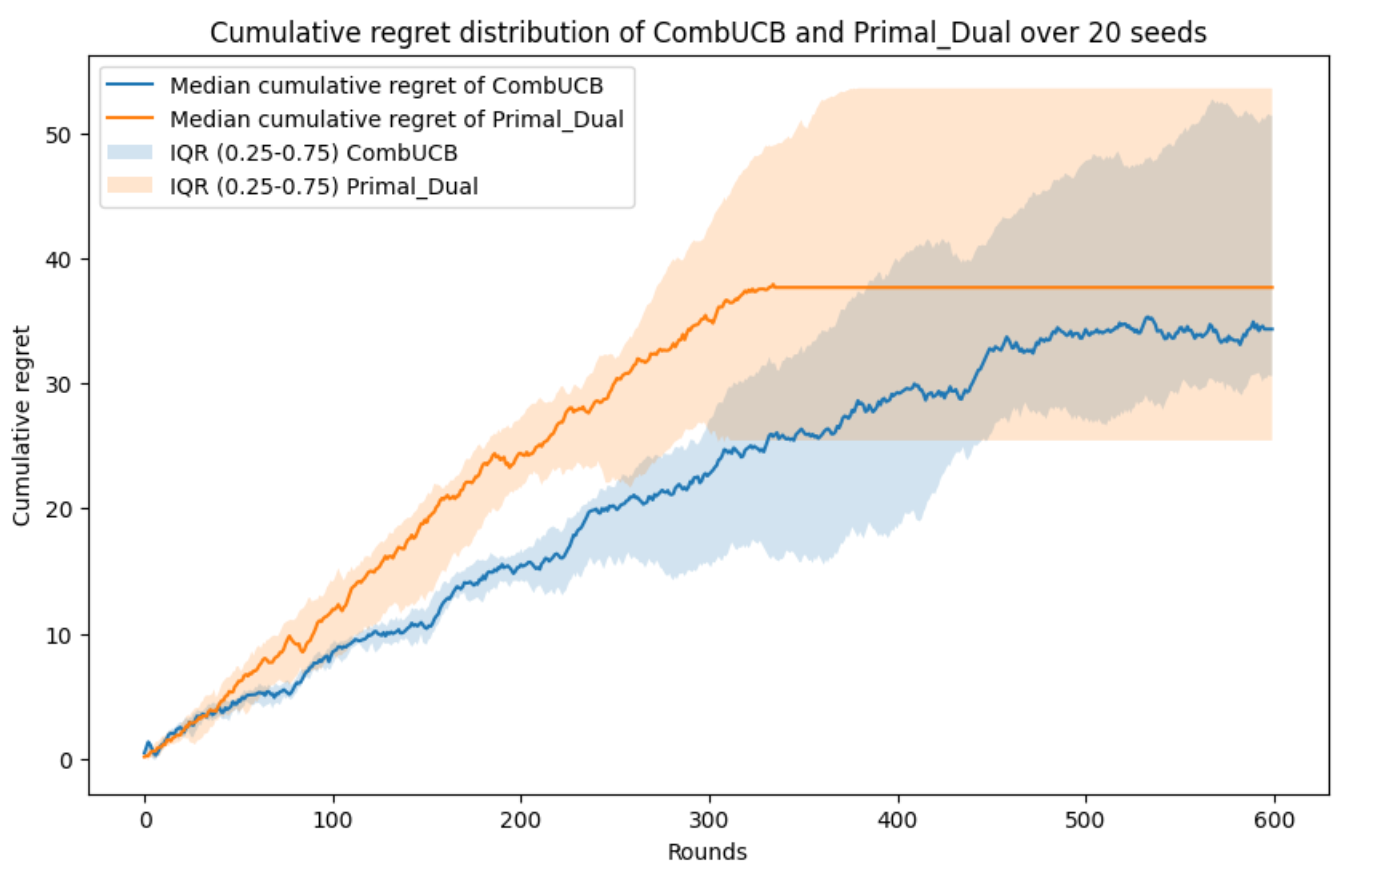 Cumulative regret distribution of CombUCB and Primal_Dual over 20 seeds
Median cumulative regret of CombUCB
Median cumulative regret of Primal_Dual
IQR (0.25-0.75) CombUCB
IQR (0.25-0.75) Primal_Dual
Cumulative regret
50
40
30
20
10
0
0 100 200 300 400 500 600
Rounds